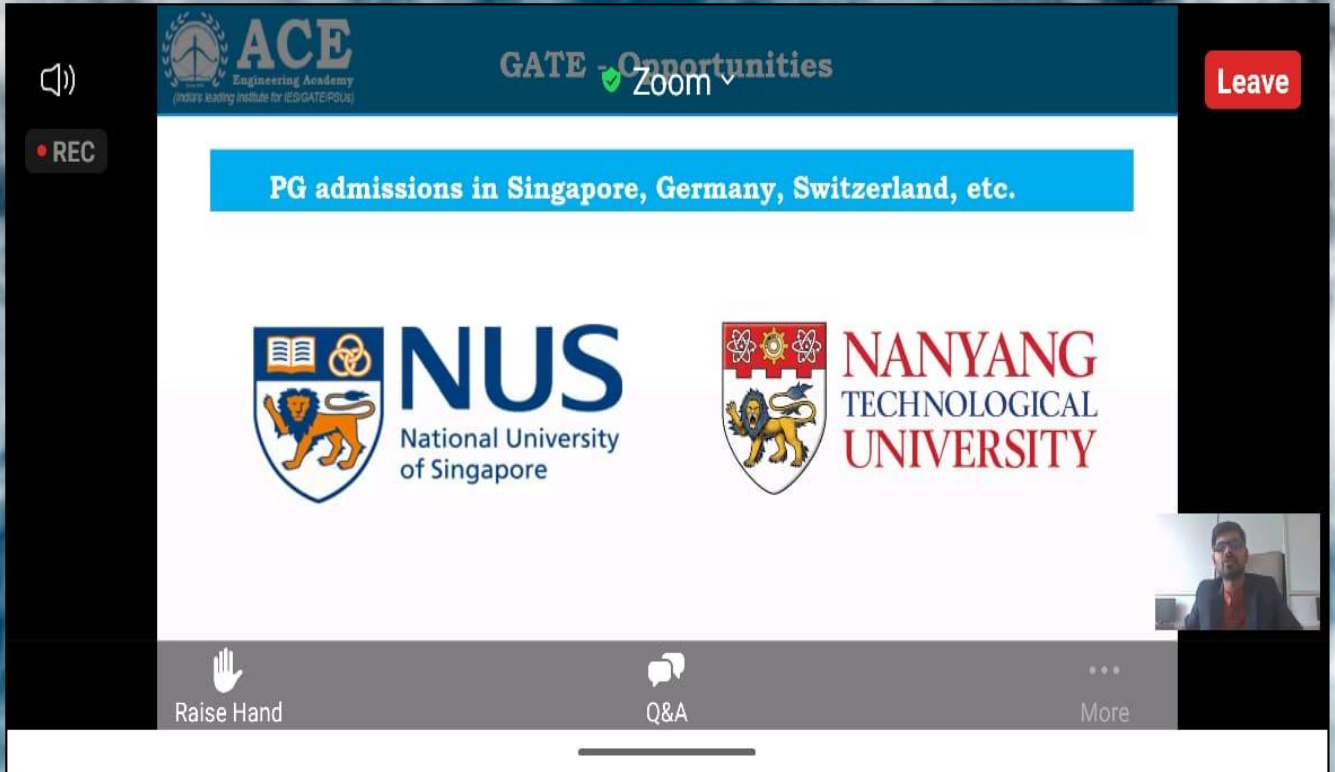 ACE
Engineering Academy
(India's leading institute for IES/GATE/PSUs)
GATE - Opportunities
Zoom
Leave
REC
PG admissions in Singapore, Germany, Switzerland, etc.
NUS
National University
of Singapore
NANYANG
TECHNOLOGICAL
UNIVERSITY
Raise Hand
Q&A
More